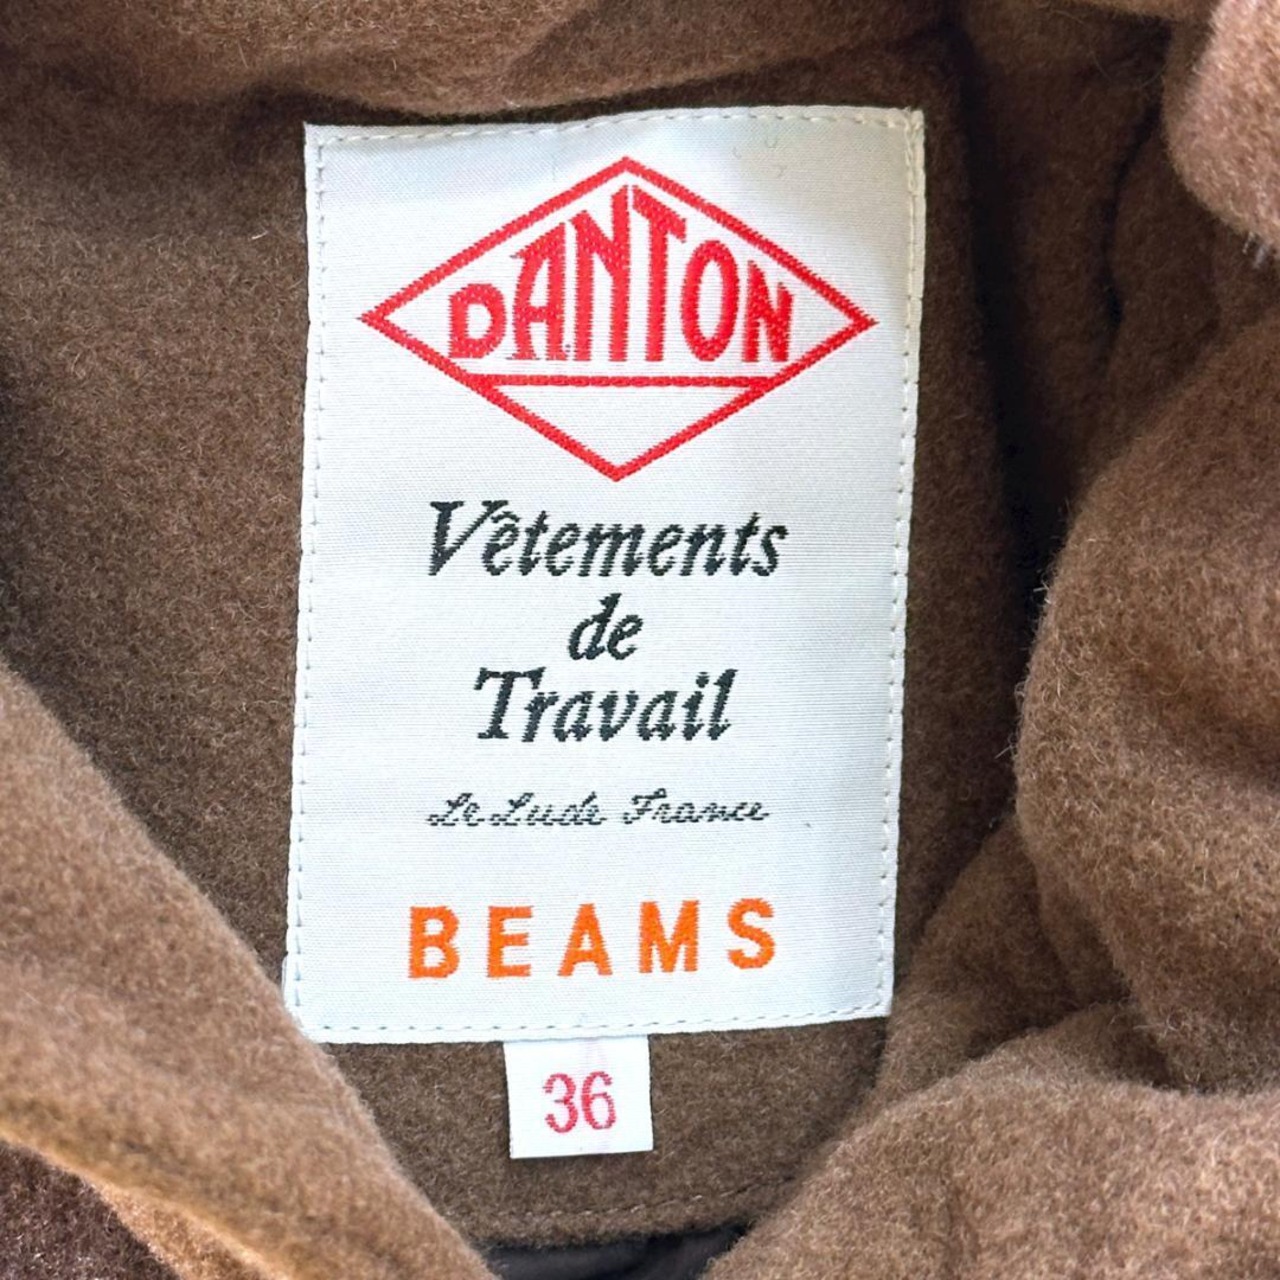 DANTON
Vêtements
de
Travail
Le Lude France
BEAMS
36